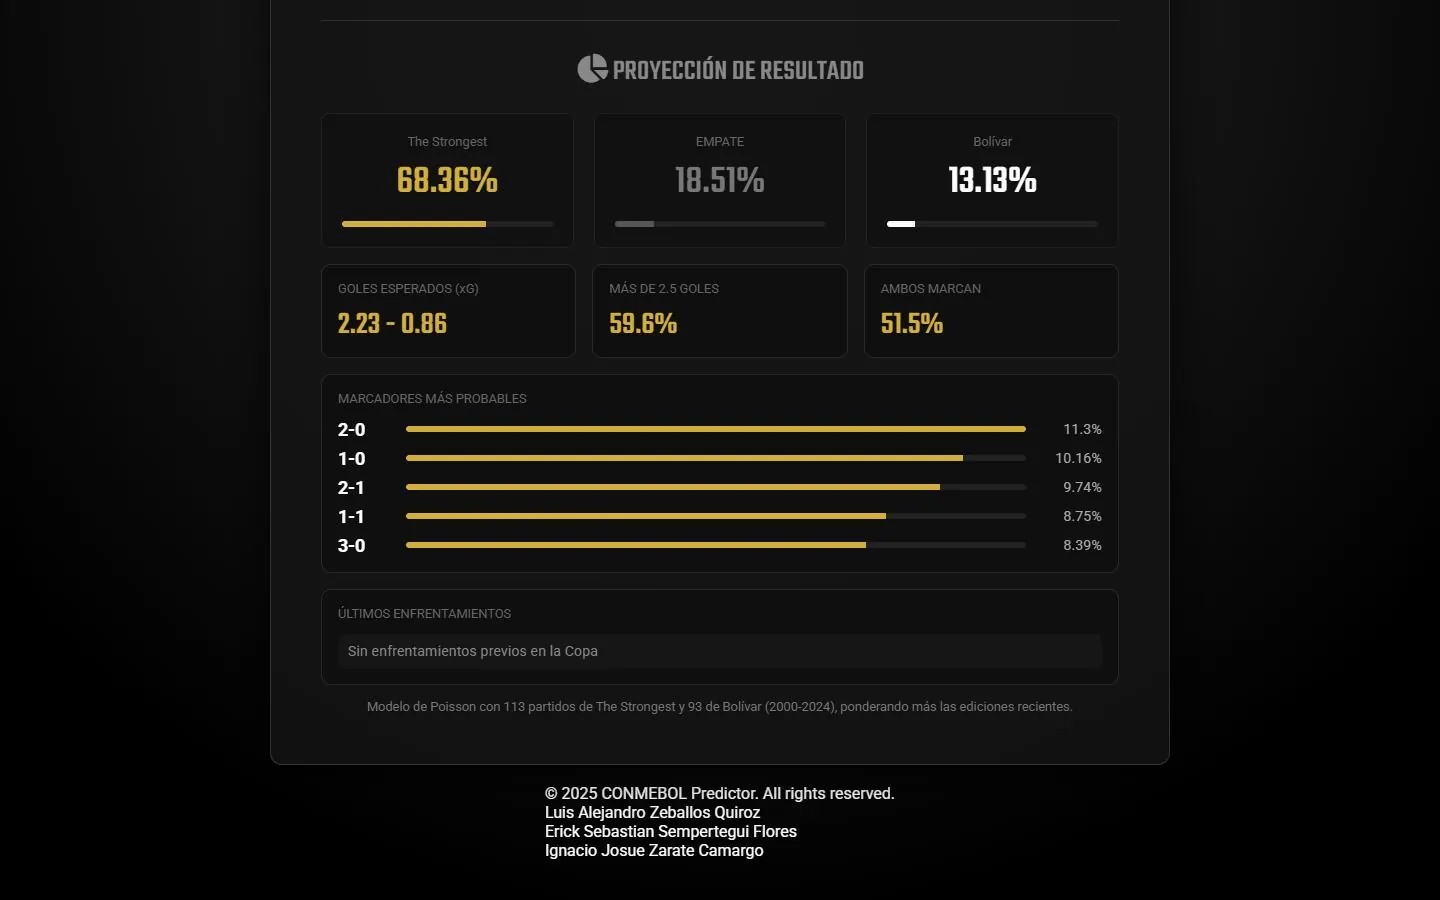 PROYECCIÓN DE RESULTADO
The Strongest
68.36%
EMPATE
18.51%
Bolívar
13.13%
GOLES ESPERADOS (xG)
2.23 - 0.86
MÁS DE 2.5 GOLES
59.6%
AMBOS MARCAN
51.5%
MARCADORES MÁS PROBABLES
2-0 11.3%
1-0 10.16%
2-1 9.74%
1-1 8.75%
3-0 8.39%
ÚLTIMOS ENFRENTAMIENTOS
Sin enfrentamientos previos en la Copa
Modelo de Poisson con 113 partidos de The Strongest y 93 de Bolívar (2000-2024), ponderando más las ediciones recientes.
© 2025 CONMEBOL Predictor. All rights reserved.
Luis Alejandro Zeballos Quiroz
Erick Sebastian Sempertegui Flores
Ignacio Josue Zarate Camargo